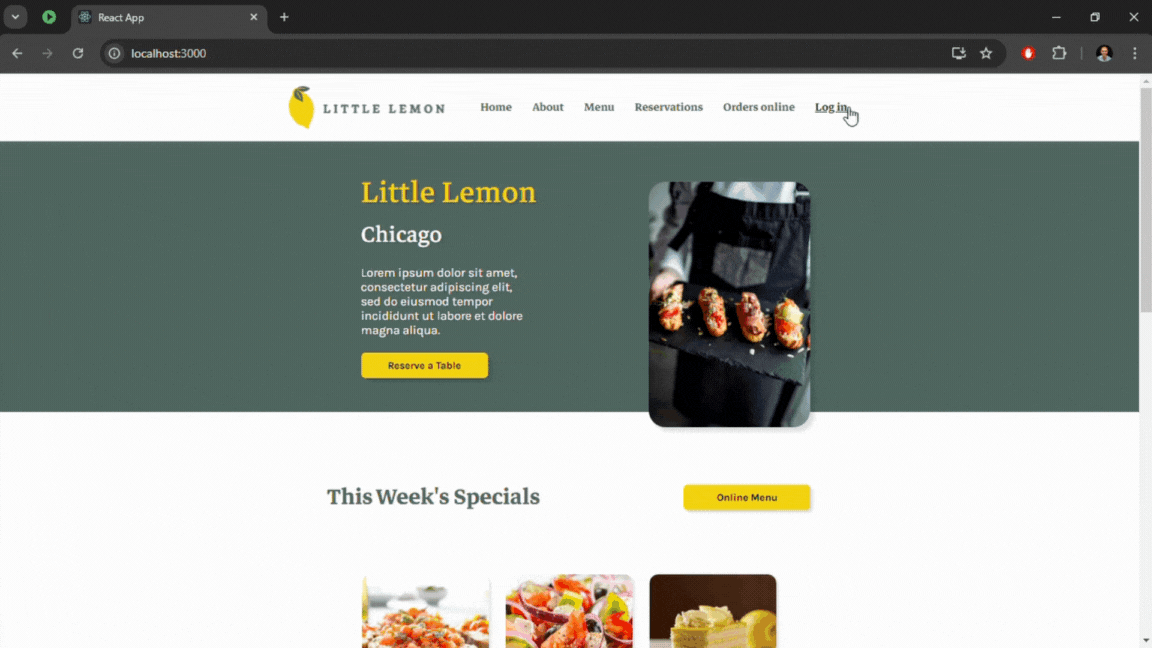 React App
localhost:3000
LITTLE LEMON
Home About Menu Reservations Orders online Log in
Little Lemon
Chicago
Lorem ipsum dolor sit amet,
consectetur adipiscing elit,
sed do eiusmod tempor
incididunt ut labore et dolore
magna aliqua.
Reserve a Table
This Week's Specials
Online Menu